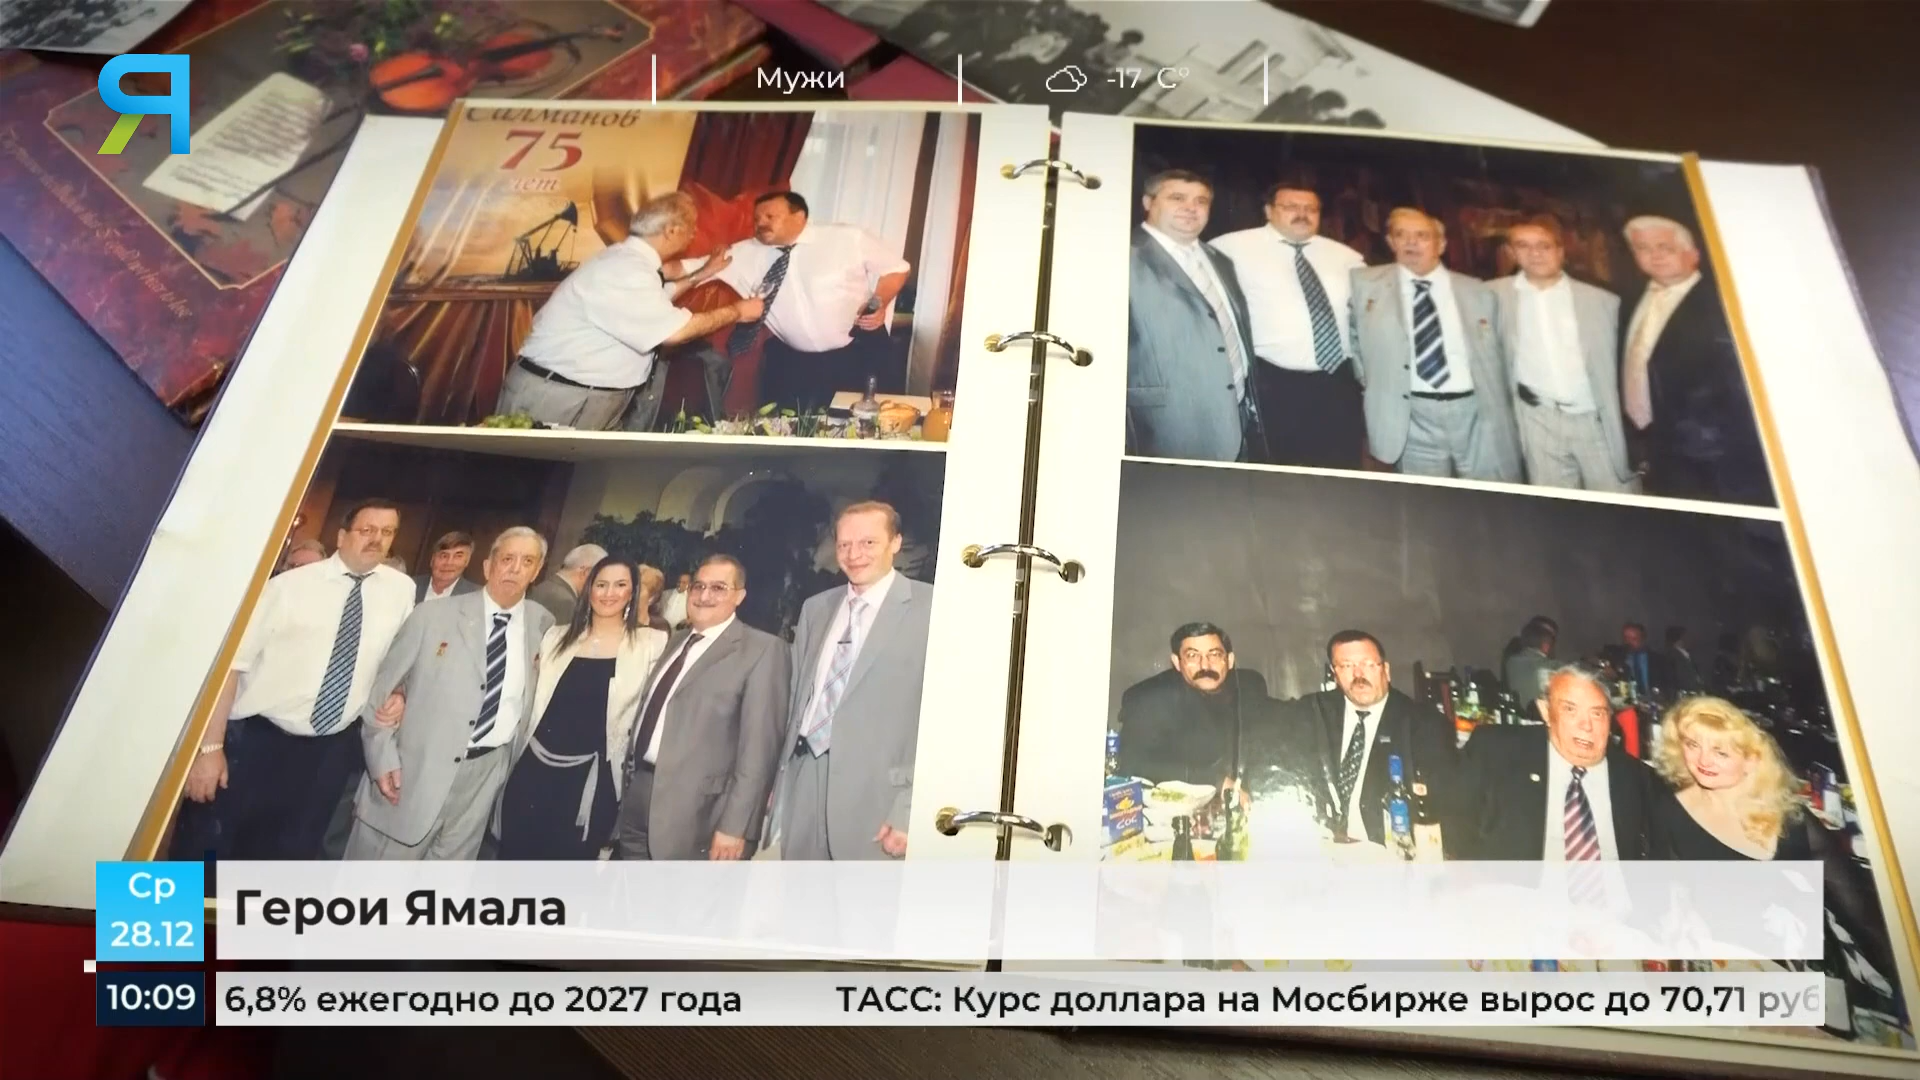 Я
Мужи
-17 C°
Салманов
75
лет
Ср
28.12
Герои Ямала
10:09
6,8% ежегодно до 2027 года
ТАСС: Курс доллара на Мосбирже вырос до 70,71 руб